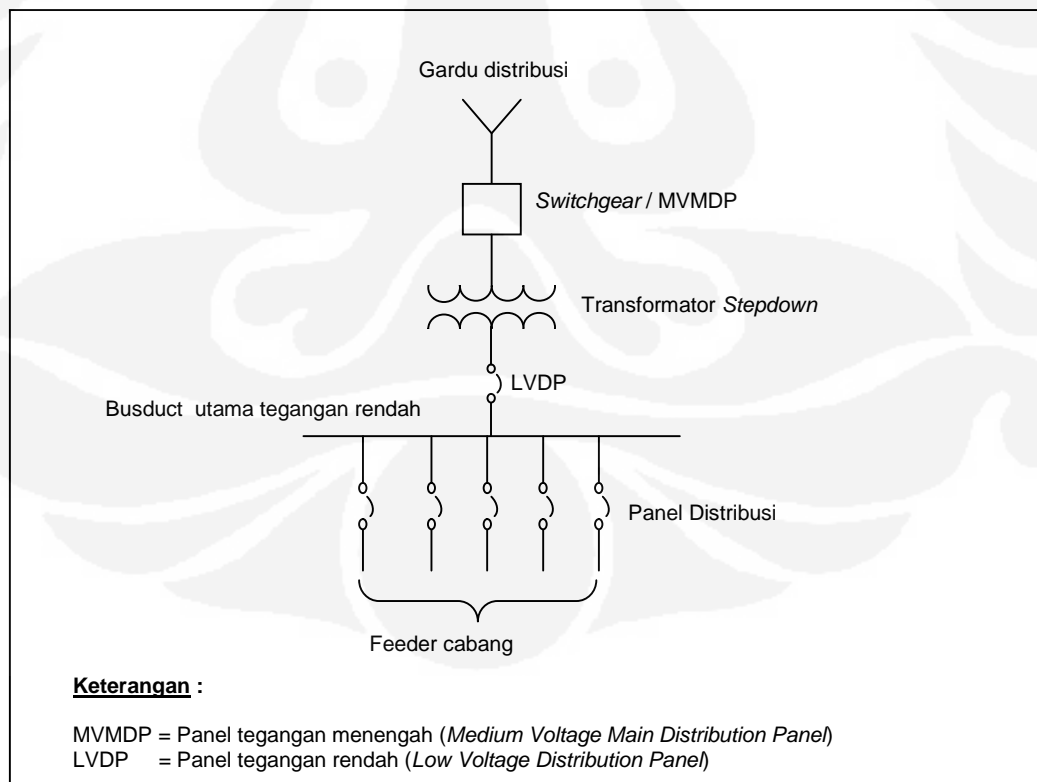 Gardu distribusi
Switchgear / MVMDP
Transformator Stepdown
LVDP
Busduct utama tegangan rendah
Panel Distribusi
Feeder cabang
Keterangan :
MVMDP = Panel tegangan menengah (Medium Voltage Main Distribution Panel)
LVDP = Panel tegangan rendah (Low Voltage Distribution Panel)